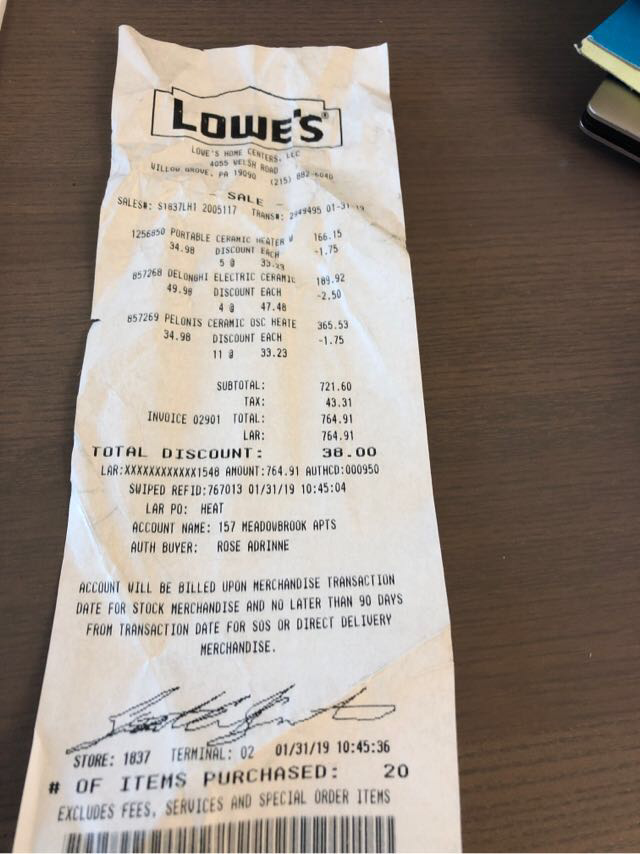 LOWE'S®
LOWE'S HOME CENTERS, LLC
4055 WELSH ROAD
WILLOW GROVE, PA 19090 (215) 882-6040
- SALE -
SALES#: S1837LH1 2005117 TRANS#: 2949495 01-31-19
1256850 PORTABLE CERAMIC HEATER W 166.15
34.98 DISCOUNT EACH -1.75
5 @ 33.23
857268 DELONGHI ELECTRIC CERAMIC 189.92
49.98 DISCOUNT EACH -2.50
4 @ 47.48
857269 PELONIS CERAMIC OSC HEATE 365.53
34.98 DISCOUNT EACH -1.75
11 @ 33.23
SUBTOTAL: 721.60
TAX: 43.31
INVOICE 02901 TOTAL: 764.91
LAR: 764.91
TOTAL DISCOUNT: 38.00
LAR:XXXXXXXXXXXX1548 AMOUNT:764.91 AUTHCD:000950
SWIPED REFID:767013 01/31/19 10:45:04
LAR PO: HEAT
ACCOUNT NAME: 157 MEADOWBROOK APTS
AUTH BUYER: ROSE ADRINNE
ACCOUNT WILL BE BILLED UPON MERCHANDISE TRANSACTION
DATE FOR STOCK MERCHANDISE AND NO LATER THAN 90 DAYS
FROM TRANSACTION DATE FOR SOS OR DIRECT DELIVERY
MERCHANDISE.
STORE: 1837 TERMINAL: 02 01/31/19 10:45:36
# OF ITEMS PURCHASED: 20
EXCLUDES FEES, SERVICES AND SPECIAL ORDER ITEMS